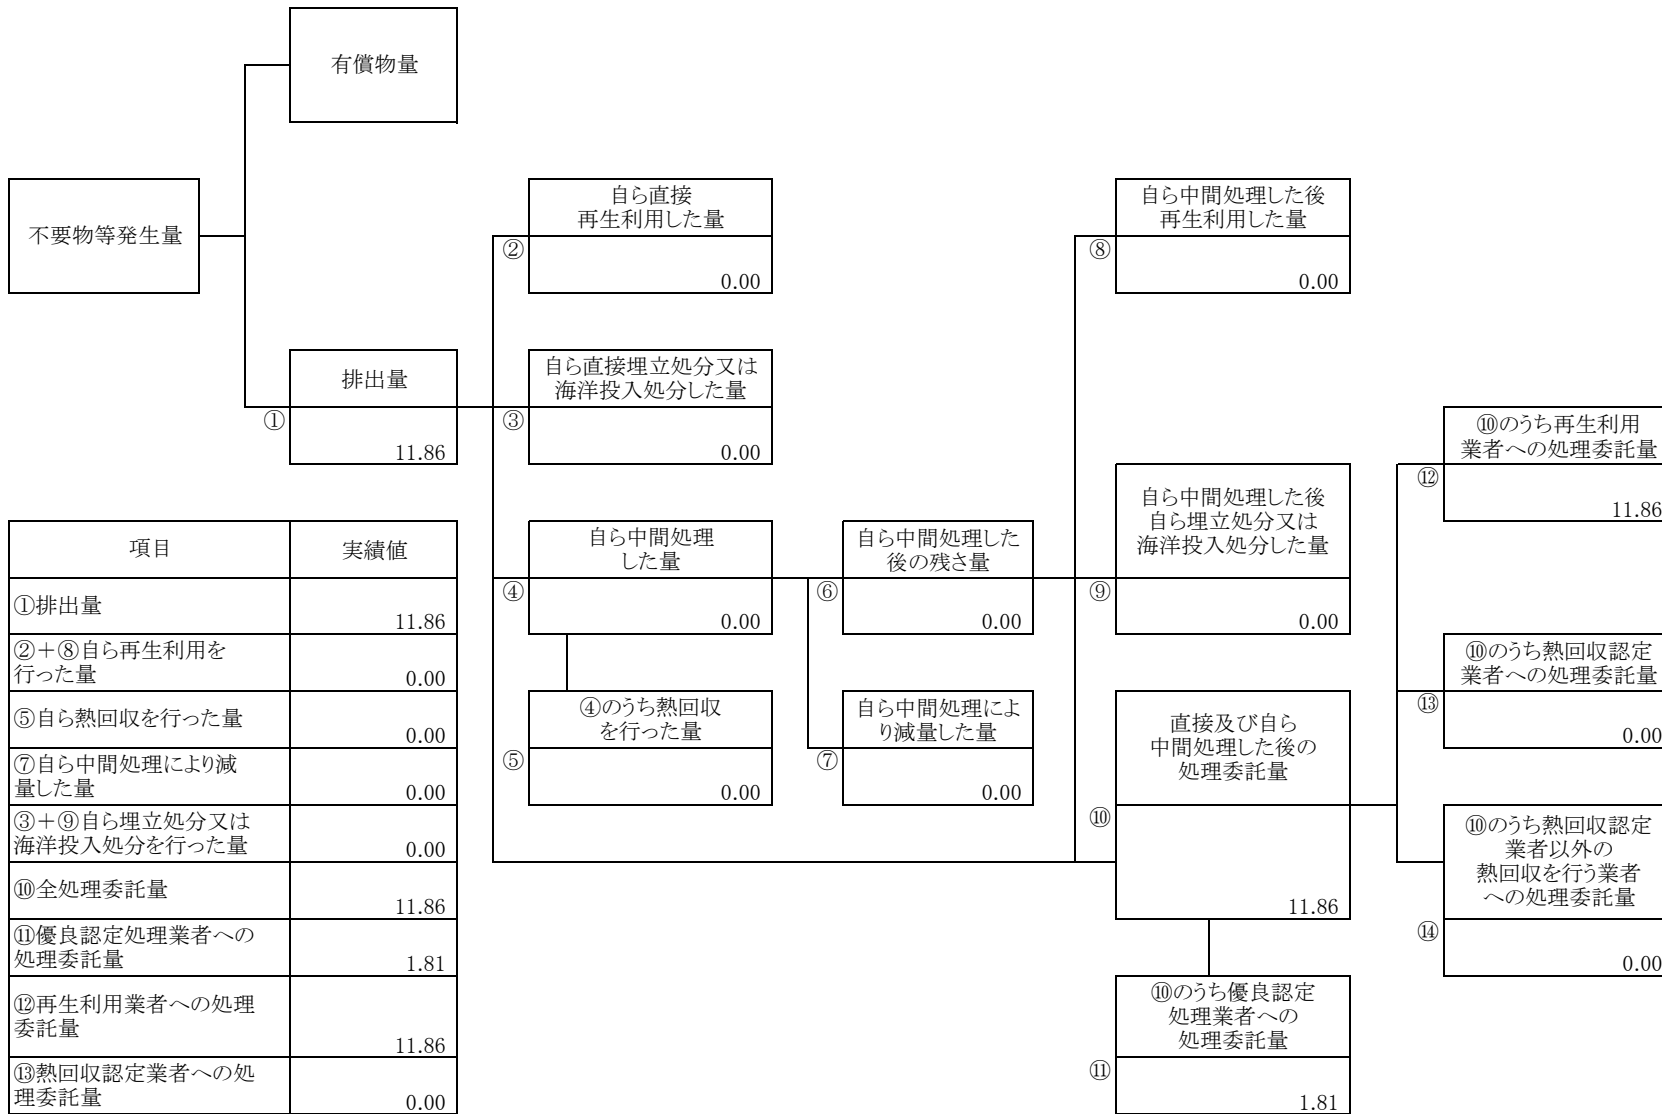 有償物量
不要物等発生量
自ら直接
再生利用した量
②
0.00
自ら中間処理した後
再生利用した量
⑧
0.00
排出量
①
11.86
自ら直接埋立処分又は
海洋投入処分した量
③
0.00
⑩のうち再生利用
業者への処理委託量
⑫
11.86
自ら中間処理
した量
④
0.00
自ら中間処理した
後の残さ量
⑥
0.00
自ら中間処理した後
自ら埋立処分又は
海洋投入処分した量
⑨
0.00
⑩のうち熱回収認定
業者への処理委託量
⑬
0.00
④のうち熱回収
を行った量
⑤
0.00
自ら中間処理によ
り減量した量
⑦
0.00
直接及び自ら
中間処理した後の
処理委託量
⑩
11.86
⑩のうち熱回収認定
業者以外の
熱回収を行う業者
への処理委託量
⑭
0.00
⑩のうち優良認定
処理業者への
処理委託量
⑪
1.81
項目 実績値
①排出量 11.86
②+⑧自ら再生利用を
行った量 0.00
⑤自ら熱回収を行った量 0.00
⑦自ら中間処理により減
量した量 0.00
③+⑨自ら埋立処分又は
海洋投入処分を行った量 0.00
⑩全処理委託量 11.86
⑪優良認定処理業者への
処理委託量 1.81
⑫再生利用業者への処理
委託量 11.86
⑬熱回収認定業者への処
理委託量 0.00